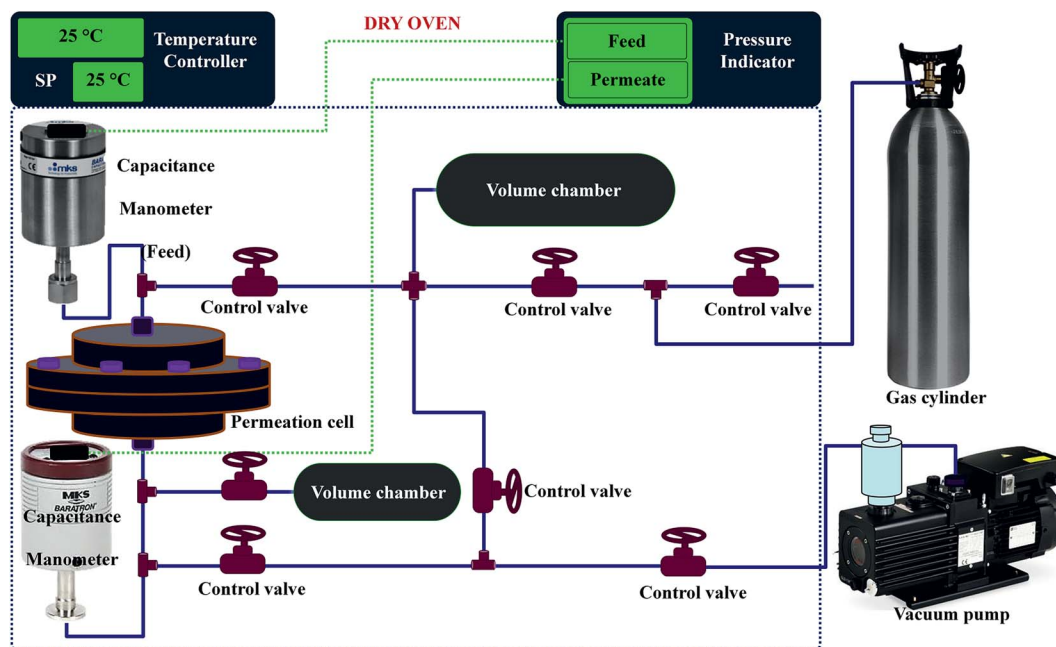 DRY OVEN
25 °C
SP
25 °C
Temperature
Controller
Feed
Permeate
Pressure
Indicator
mks
Capacitance
Manometer
(Feed)
Volume chamber
Control valve
Control valve
Control valve
Gas cylinder
Permeation cell
MKS
BARATRON
Capacitance
Manometer
Volume chamber
Control valve
Control valve
Control valve
Vacuum pump